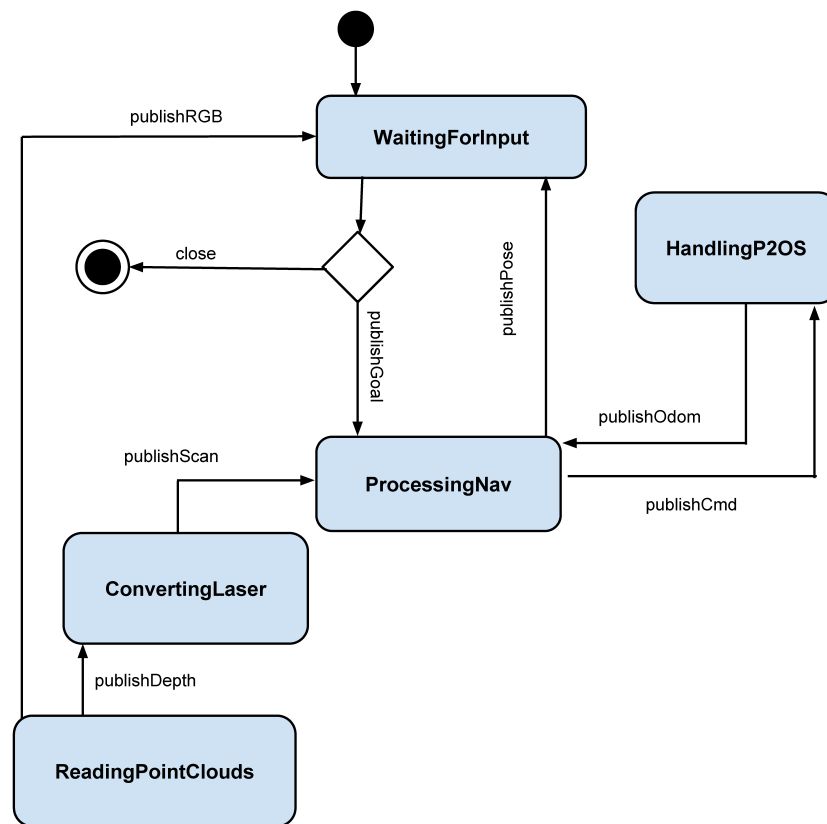 publishRGB
WaitingForInput
HandlingP2OS
close
publishPose
publishGoal
publishOdom
publishScan
ProcessingNav
publishCmd
ConvertingLaser
publishDepth
ReadingPointClouds